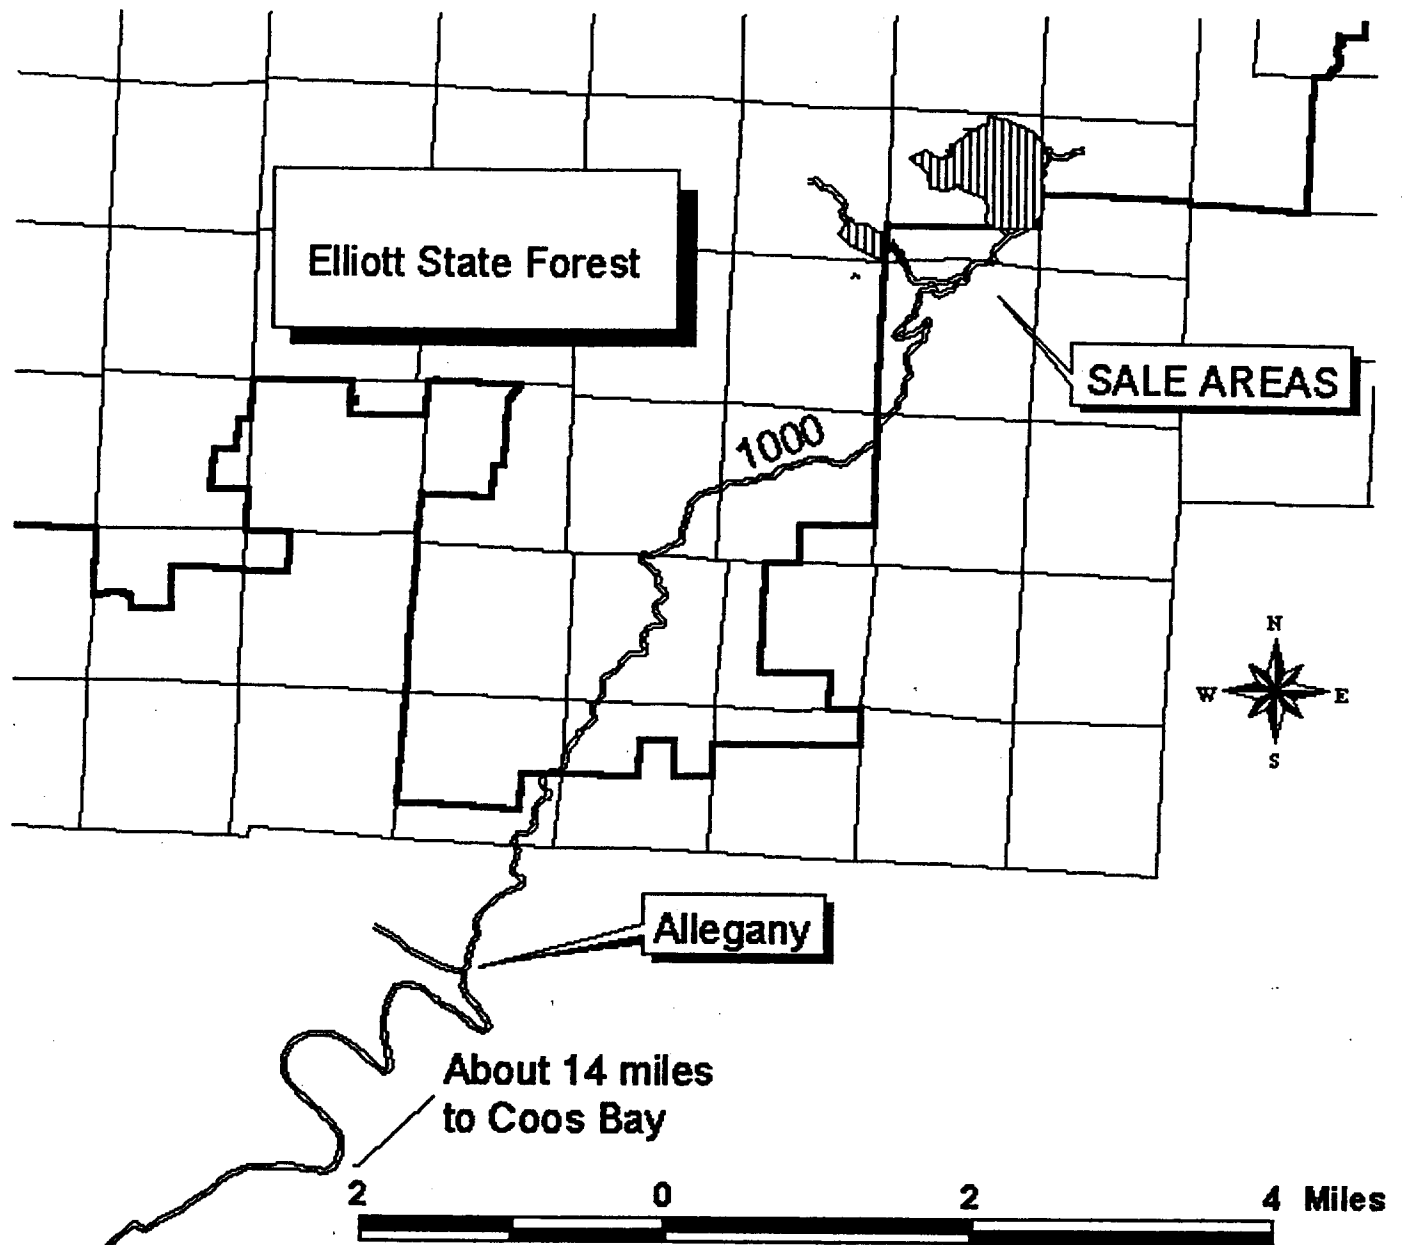 Elliott State Forest
SALE AREAS
1000
N
W E
S
Allegany
About 14 miles
to Coos Bay
2 0 2 4 Miles